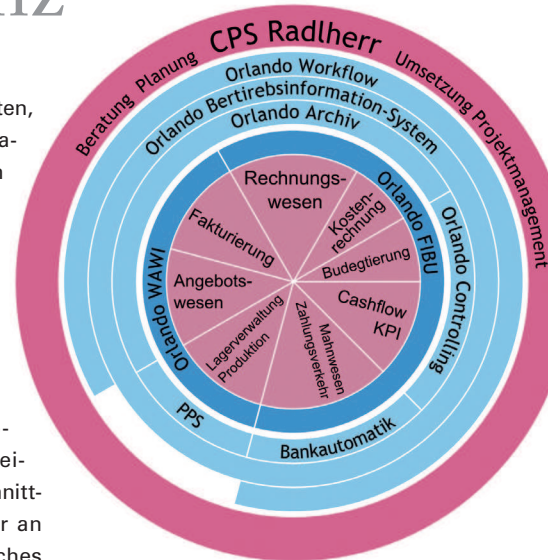 nz
ten,
a-
n
-
ei-
nitt-
r an
ches
CPS Radlherr
Beratung Planung
Umsetzung Projektmanagement
Orlando Workflow
Orlando Bertirebsinformation-System
Orlando Archiv
Orlando FIBU
Orlando Controlling
Orlando WAWI
Rechnungs-
wesen
Kosten-
rechnung
Budegtierung
Cashflow
KPI
Mahnwesen
Zahlungsverkehr
Lagerverwaltung
Produktion
Angebots-
wesen
Fakturierung
PPS
Bankautomatik